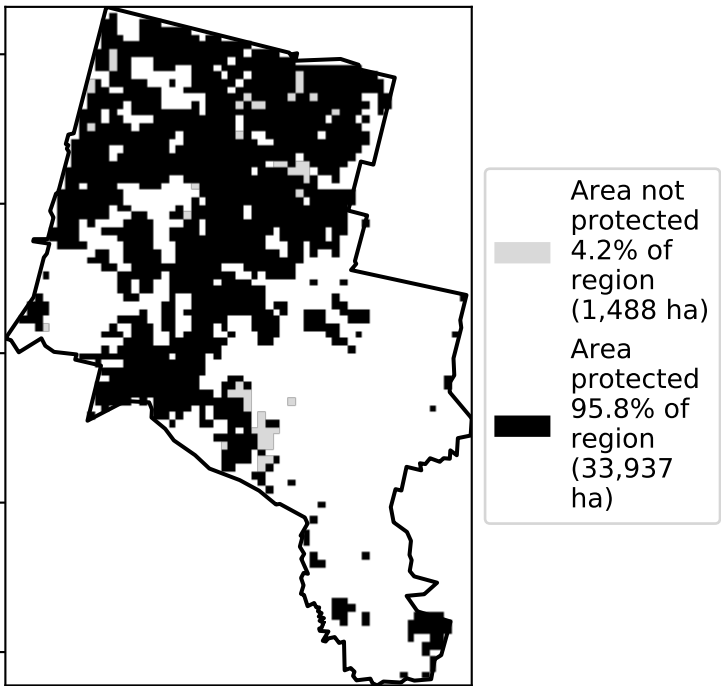 Area not
protected
4.2% of
region
(1,488 ha)
Area
protected
95.8% of
region
(33,937
ha)